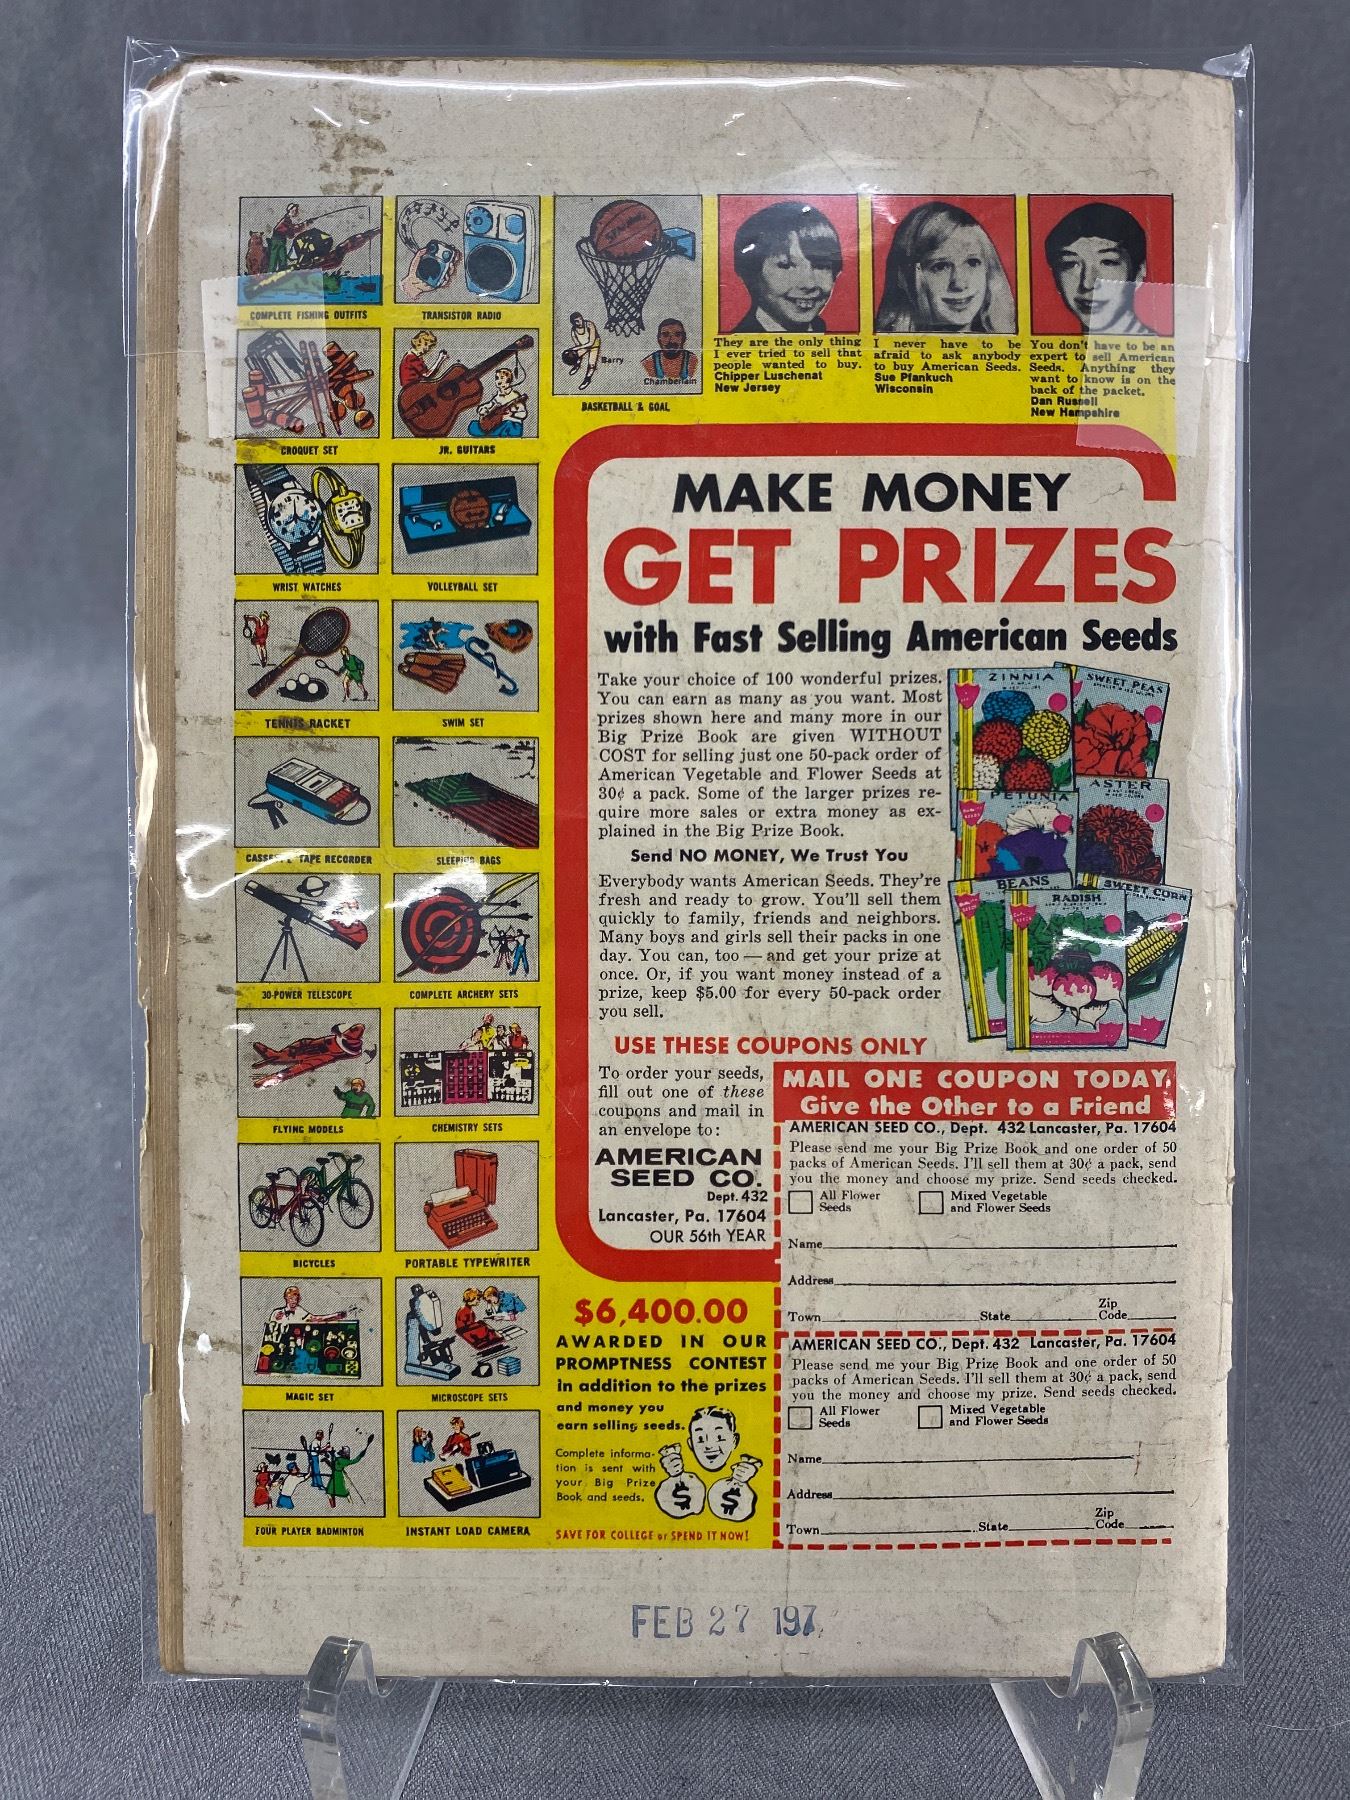 COMPLETE FISHING OUTFITS
TRANSISTOR RADIO
SPALDING
Barry
Chamberlain
BASKETBALL & GOAL
They are the only thing
I ever tried to sell that
people wanted to buy.
Chipper Luschenat
New Jersey
I never have to be
afraid to ask anybody
to buy American Seeds.
Sue Pfankuch
Wisconsin
You don't have to be an
expert to sell American
Seeds. Anything they
want to know is on the
back of the packet.
Dan Russell
New Hampshire
CROQUET SET
JR. GUITARS
WRIST WATCHES
VOLLEYBALL SET
TENNIS RACKET
SWIM SET
CASSETTE TAPE RECORDER
SLEEPING BAGS
30-POWER TELESCOPE
COMPLETE ARCHERY SETS
FLYING MODELS
CHEMISTRY SETS
BICYCLES
PORTABLE TYPEWRITER
MAGIC SET
MICROSCOPE SETS
FOUR PLAYER BADMINTON
INSTANT LOAD CAMERA
MAKE MONEY
GET PRIZES
with Fast Selling American Seeds
Take your choice of 100 wonderful prizes.
You can earn as many as you want. Most
prizes shown here and many more in our
Big Prize Book are given WITHOUT
COST for selling just one 50-pack order of
American Vegetable and Flower Seeds at
30¢ a pack. Some of the larger prizes re-
quire more sales or extra money as ex-
plained in the Big Prize Book.
Send NO MONEY, We Trust You
Everybody wants American Seeds. They're
fresh and ready to grow. You'll sell them
quickly to family, friends and neighbors.
Many boys and girls sell their packs in one
day. You can, too — and get your prize at
once. Or, if you want money instead of a
prize, keep $5.00 for every 50-pack order
you sell.
ZINNIA
SWEET PEAS
PETUNIA
ASTER
BEANS
RADISH
SWEET CORN
USE THESE COUPONS ONLY
To order your seeds,
fill out one of these
coupons and mail in
an envelope to:
AMERICAN
SEED CO.
Dept. 432
Lancaster, Pa. 17604
OUR 56th YEAR
MAIL ONE COUPON TODAY,
Give the Other to a Friend
AMERICAN SEED CO., Dept. 432 Lancaster, Pa. 17604
Please send me your Big Prize Book and one order of 50
packs of American Seeds. I'll sell them at 30¢ a pack, send
you the money and choose my prize. Send seeds checked.
All Flower Seeds
Mixed Vegetable and Flower Seeds
Name
Address
Town State Zip Code
AMERICAN SEED CO., Dept. 432 Lancaster, Pa. 17604
Please send me your Big Prize Book and one order of 50
packs of American Seeds. I'll sell them at 30¢ a pack, send
you the money and choose my prize. Send seeds checked.
All Flower Seeds
Mixed Vegetable and Flower Seeds
Name
Address
Town State Zip Code
$6,400.00
AWARDED IN OUR
PROMPTNESS CONTEST
in addition to the prizes
and money you
earn selling seeds.
Complete informa-
tion is sent with
your Big Prize
Book and seeds.
$ $
SAVE FOR COLLEGE or SPEND IT NOW!
FEB 27 197